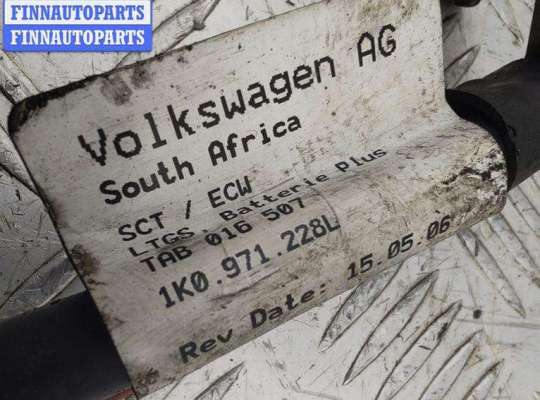 FINNAUTOPARTS
FINNAUTOPARTS
Volkswagen AG
South Africa
SCT / ECW
LTGS. Batterie Plus
TAB 016 507
1K0.971.228L
Rev Date: 15.05.06